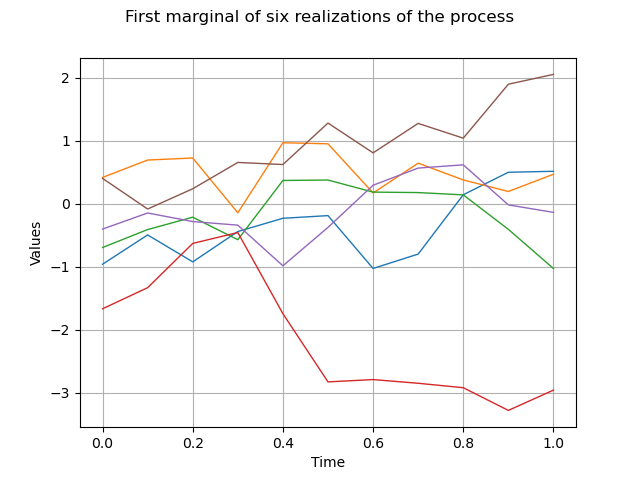 First marginal of six realizations of the process
2
1
0
−1
−2
−3
Values
0.0 0.2 0.4 0.6 0.8 1.0
Time